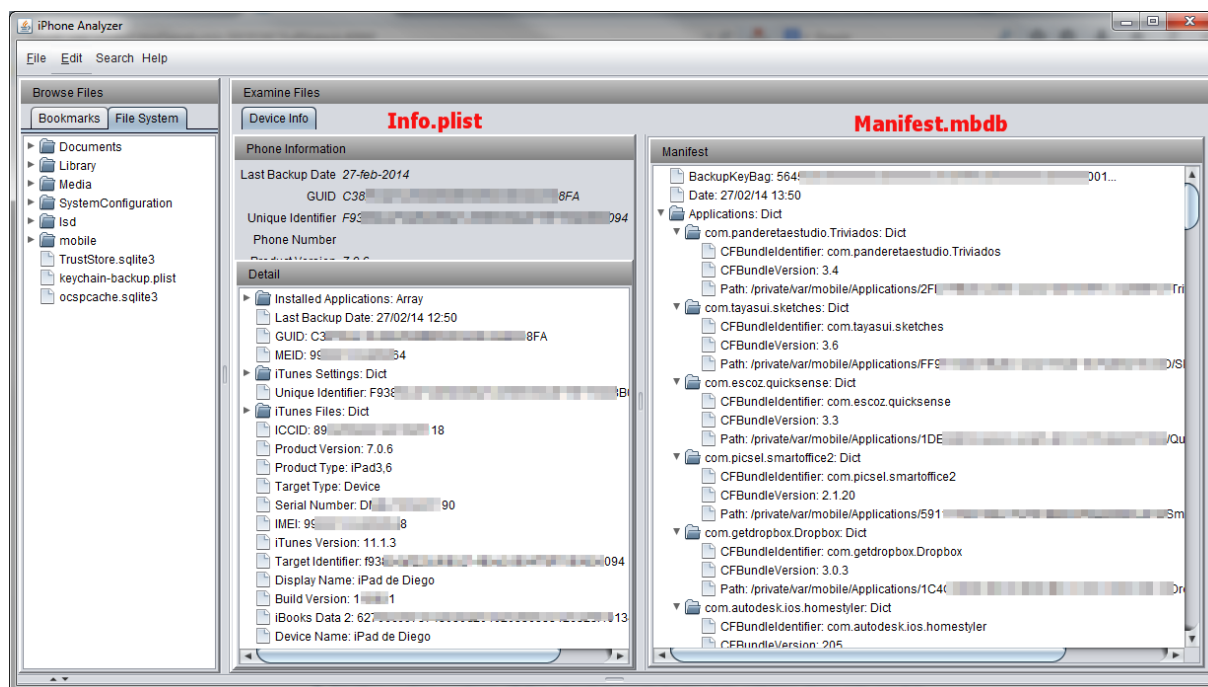 iPhone Analyzer
File Edit Search Help
Browse Files
Bookmarks File System
Documents
Library
Media
SystemConfiguration
lsd
mobile
TrustStore.sqlite3
keychain-backup.plist
ocspcache.sqlite3
Examine Files
Device Info
Info.plist
Phone Information
Last Backup Date 27-feb-2014
GUID C38 8FA
Unique Identifier F93 094
Phone Number
Product Version 7.0.6
Detail
Installed Applications: Array
Last Backup Date: 27/02/14 12:50
GUID: C3 8FA
MEID: 99 64
iTunes Settings: Dict
Unique Identifier: F938
iTunes Files: Dict
ICCID: 89 18
Product Version: 7.0.6
Product Type: iPad3,6
Target Type: Device
Serial Number: 90
IMEI: 99 8
iTunes Version: 11.1.3
Target Identifier: f938 094
Display Name: iPad de Diego
Build Version: 1 1
iBooks Data 2:
Device Name: iPad de Diego
Manifest.mbdb
Manifest
BackupKeyBag: 564 001...
Date: 27/02/14 13:50
Applications: Dict
com.panderetaestudio.Triviados: Dict
CFBundleIdentifier: com.panderetaestudio.Triviados
CFBundleVersion: 3.4
Path: /private/var/mobile/Applications/2F Tri
com.tayasui.sketches: Dict
CFBundleIdentifier: com.tayasui.sketches
CFBundleVersion: 3.6
Path: /private/var/mobile/Applications/FF9
com.escoz.quicksense: Dict
CFBundleIdentifier: com.escoz.quicksense
CFBundleVersion: 3.3
Path: /private/var/mobile/Applications/1DE /Qu
com.picsel.smartoffice2: Dict
CFBundleIdentifier: com.picsel.smartoffice2
CFBundleVersion: 2.1.20
Path: /private/var/mobile/Applications/591 Sm
com.getdropbox.Dropbox: Dict
CFBundleIdentifier: com.getdropbox.Dropbox
CFBundleVersion: 3.0.3
Path: /private/var/mobile/Applications/1C4
com.autodesk.ios.homestyler: Dict
CFBundleIdentifier: com.autodesk.ios.homestyler
CFBundleVersion: 205